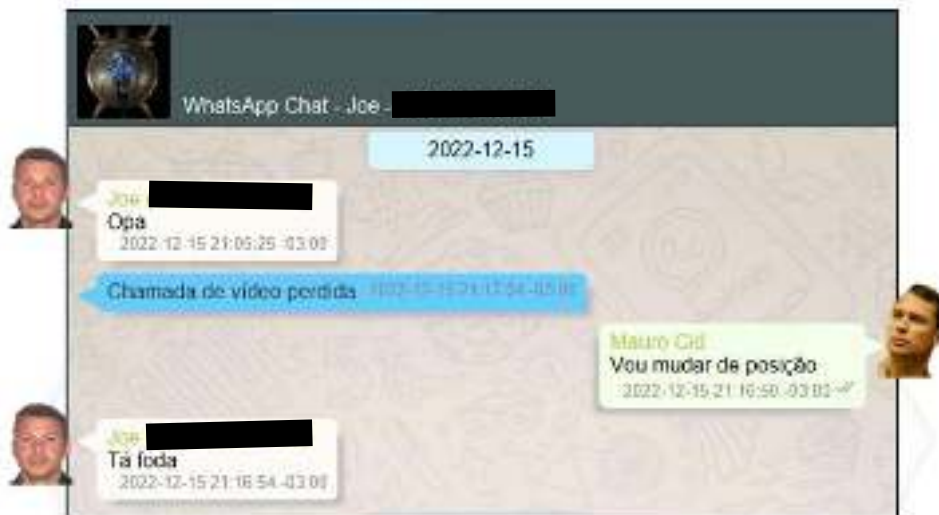 WhatsApp Chat - Joe -
2022-12-15
Joe
Opa
2022-12-15 21:05:25 -03:00
Chamada de vídeo perdida
Mauro Cid
Vou mudar de posição
2022-12-15 21:16:50 -03:00
Joe
Tá foda
2022-12-15 21:16:54 -03:00